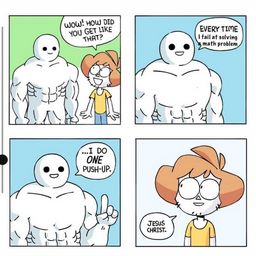 WOW! HOW DID
YOU GET LIKE
THAT?
EVERY TIME
I fail at solving
a math problem
...I DO
ONE
PUSH-UP.
JESUS
CHRIST.